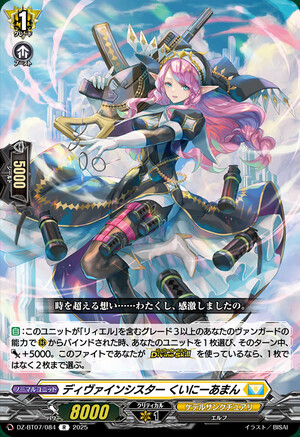 1
グレード
ブースト
5000
シールド
時を超える想い……わたくし、感激しましたの。
:このユニットが「リィエル」を含むグレード3以上のあなたのヴァンガードの
能力で からバインドされた時、あなたのユニットを1枚選び、そのターン中、
+5000。このファイトであなたが を使っているなら、1枚で
はなく2枚まで選ぶ。
ノーマルユニット
ディヴァインシスター くいにーあまん
パワー
8000
クリティカル
1
ケテルサンクチュアリ
エルフ
DZ-BT07/084 R 2025
イラスト/ BISAI